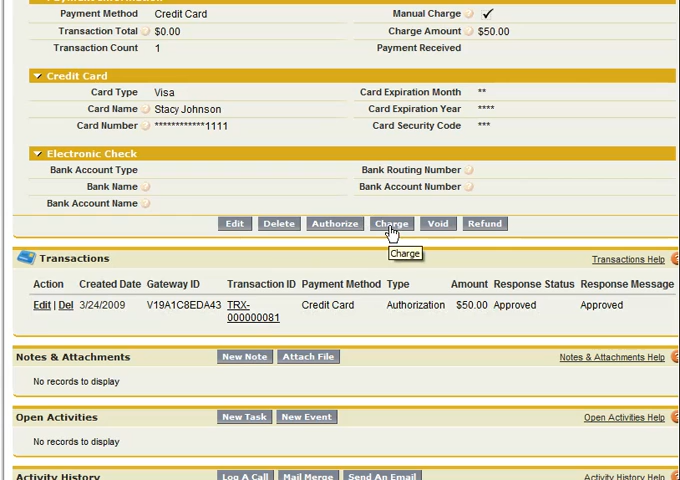 Payment Information
Payment Method Credit Card Manual Charge ✓
Transaction Total $0.00 Charge Amount $50.00
Transaction Count 1 Payment Received
Credit Card
Card Type Visa Card Expiration Month **
Card Name Stacy Johnson Card Expiration Year ****
Card Number ************1111 Card Security Code ***
Electronic Check
Bank Account Type Bank Routing Number
Bank Name Bank Account Number
Bank Account Name
Edit Delete Authorize Charge Void Refund
Charge
Transactions Transactions Help
Action Created Date Gateway ID Transaction ID Payment Method Type Amount Response Status Response Message
Edit | Del 3/24/2009 V19A1C8EDA43 TRX- Credit Card Authorization $50.00 Approved Approved
000000081
Notes & Attachments New Note Attach File Notes & Attachments Help
No records to display
Open Activities New Task New Event Open Activities Help
No records to display
Activity History Log A Call Mail Merge Send An Email Activity History Help